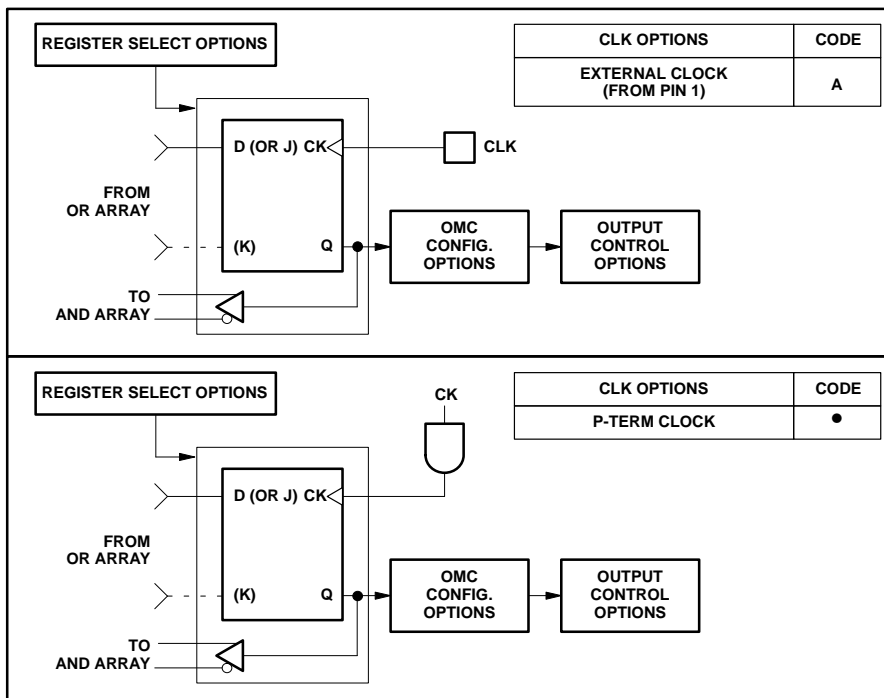 REGISTER SELECT OPTIONS
CLK OPTIONS CODE
EXTERNAL CLOCK
(FROM PIN 1)
A
D (OR J) CK
CLK
FROM
OR ARRAY
(K) Q
OMC
CONFIG.
OPTIONS
OUTPUT
CONTROL
OPTIONS
TO
AND ARRAY
REGISTER SELECT OPTIONS
CK
CLK OPTIONS CODE
P-TERM CLOCK ●
D (OR J) CK
FROM
OR ARRAY
(K) Q
OMC
CONFIG.
OPTIONS
OUTPUT
CONTROL
OPTIONS
TO
AND ARRAY